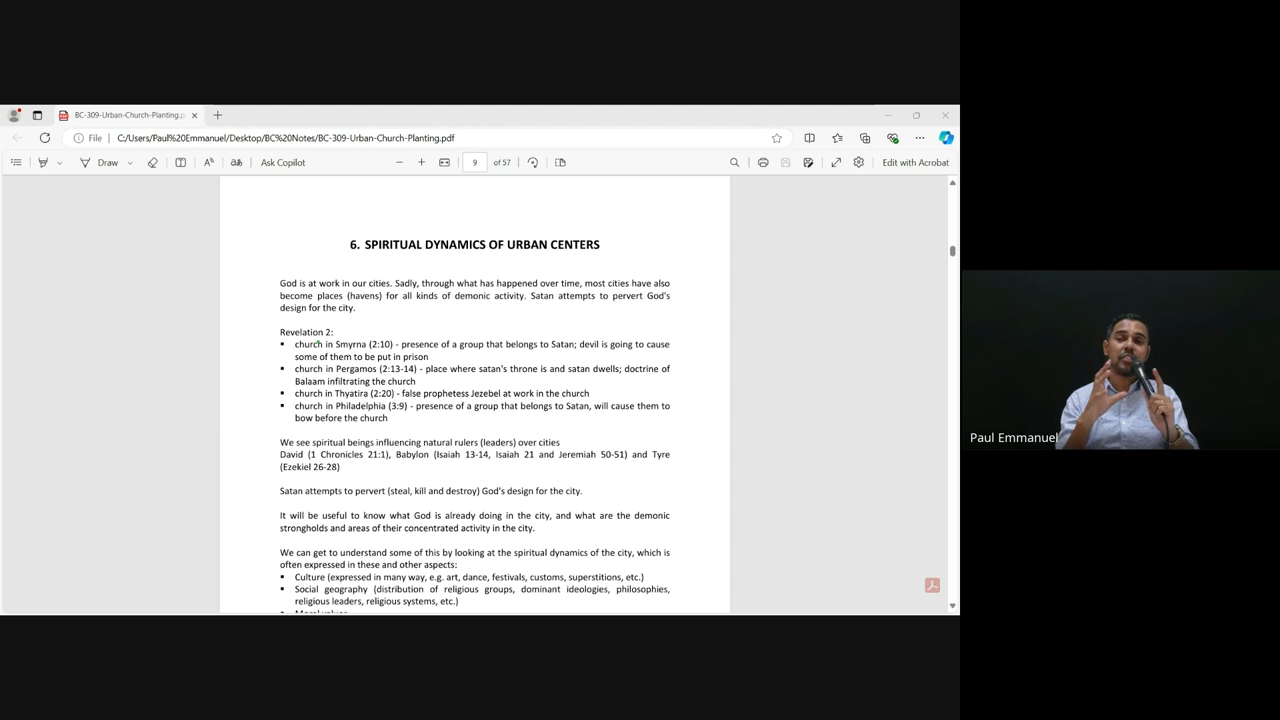 BC-309-Urban-Church-Planting.p
File
C:/Users/Paul%20Emmanuel/Desktop/BC%20Notes/BC-309-Urban-Church-Planting.pdf
Draw
Ask Copilot
9 of 57
Edit with Acrobat
6. SPIRITUAL DYNAMICS OF URBAN CENTERS
God is at work in our cities. Sadly, through what has happened over time, most cities have also
become places (havens) for all kinds of demonic activity. Satan attempts to pervert God's
design for the city.
Revelation 2:
▪ church in Smyrna (2:10) - presence of a group that belongs to Satan; devil is going to cause
some of them to be put in prison
▪ church in Pergamos (2:13-14) - place where satan's throne is and satan dwells; doctrine of
Balaam infiltrating the church
▪ church in Thyatira (2:20) - false prophetess Jezebel at work in the church
▪ church in Philadelphia (3:9) - presence of a group that belongs to Satan, will cause them to
bow before the church
We see spiritual beings influencing natural rulers (leaders) over cities
David (1 Chronicles 21:1), Babylon (Isaiah 13-14, Isaiah 21 and Jeremiah 50-51) and Tyre
(Ezekiel 26-28)
Satan attempts to pervert (steal, kill and destroy) God's design for the city.
It will be useful to know what God is already doing in the city, and what are the demonic
strongholds and areas of their concentrated activity in the city.
We can get to understand some of this by looking at the spiritual dynamics of the city, which is
often expressed in these and other aspects:
▪ Culture (expressed in many way, e.g. art, dance, festivals, customs, superstitions, etc.)
▪ Social geography (distribution of religious groups, dominant ideologies, philosophies,
religious leaders, religious systems, etc.)
Paul Emmanuel